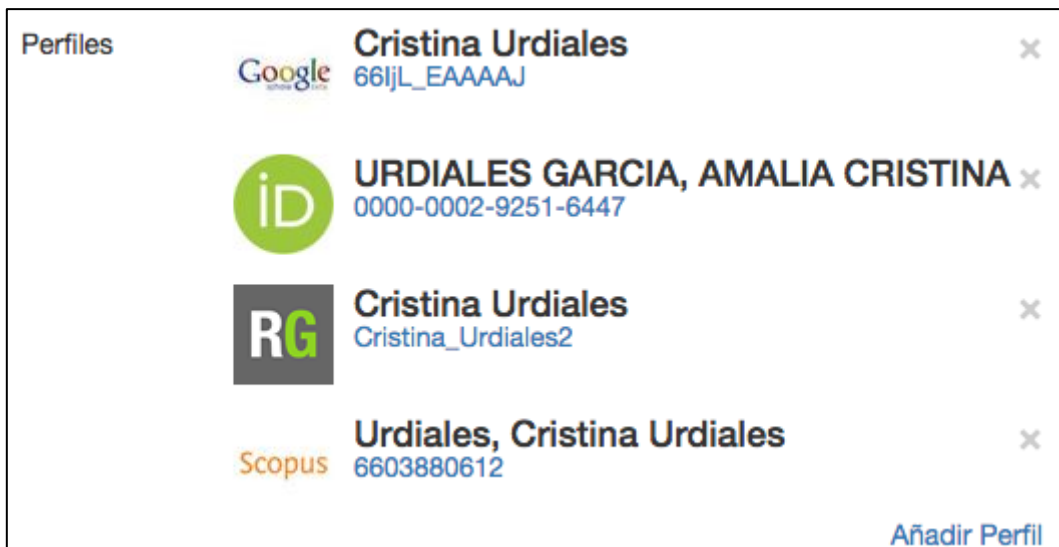 Perfiles
Google
Cristina Urdiales
66IjL_EAAAAJ
×
iD
URDIALES GARCIA, AMALIA CRISTINA
0000-0002-9251-6447
×
RG
Cristina Urdiales
Cristina_Urdiales2
×
Scopus
Urdiales, Cristina Urdiales
6603880612
×
Añadir Perfil